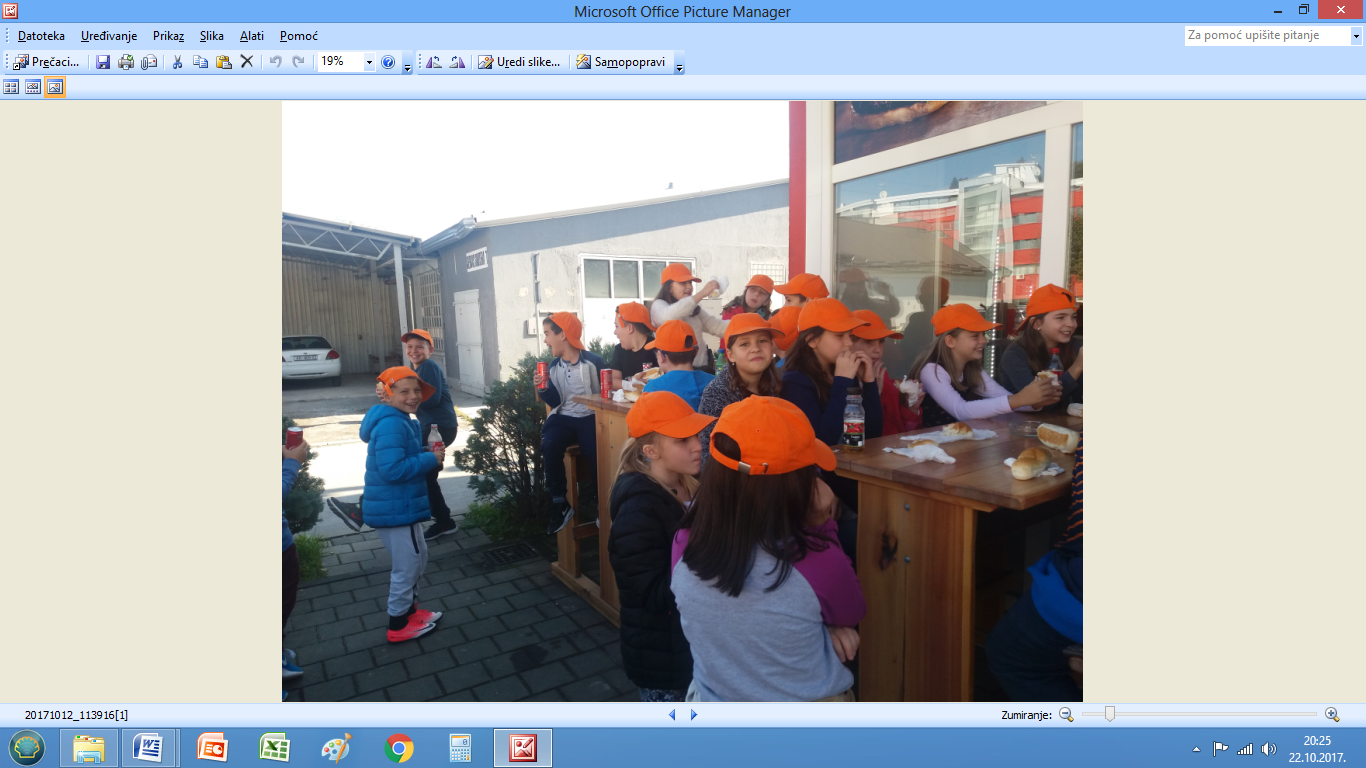 Microsoft Office Picture Manager
Datoteka Uređivanje Prikaz Slika Alati Pomoć
Za pomoć upišite pitanje
Prečaci... 19% Uredi slike... Samopopravi
20171012_113916[1]
Zumiranje:
20:25
22.10.2017.